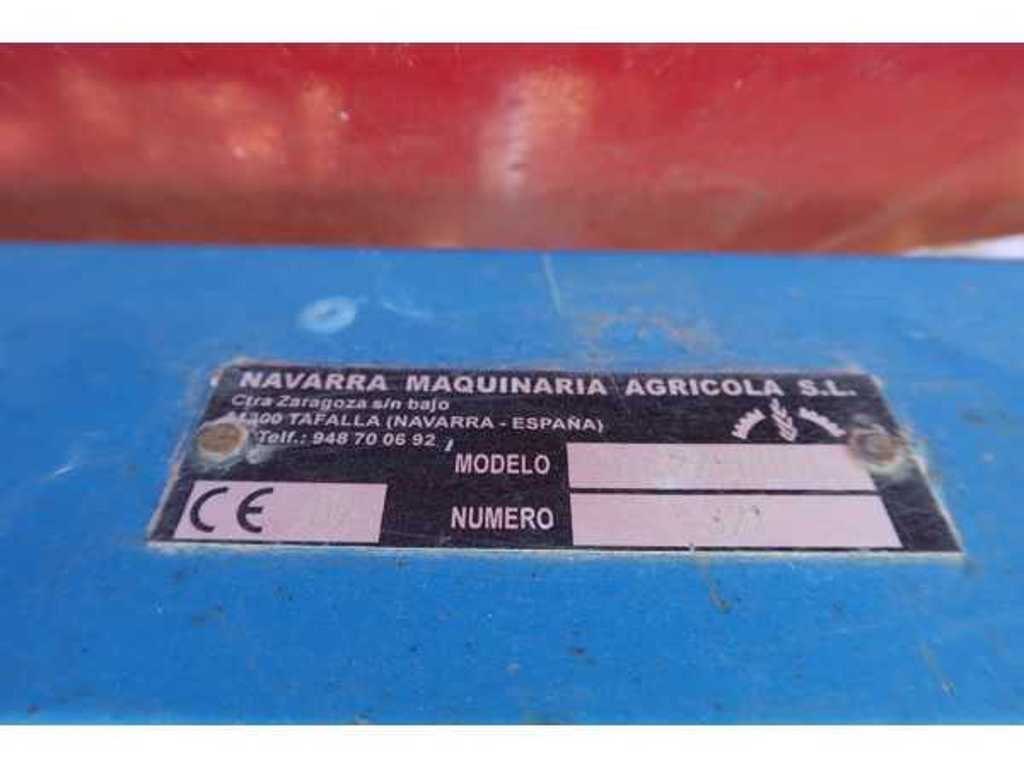 NAVARRA MAQUINARIA AGRICOLA S.L.
Ctra Zaragoza s/n bajo
TAFALLA (NAVARRA - ESPAÑA)
Telf.: 948 70 06 92
MODELO
CE
NUMERO